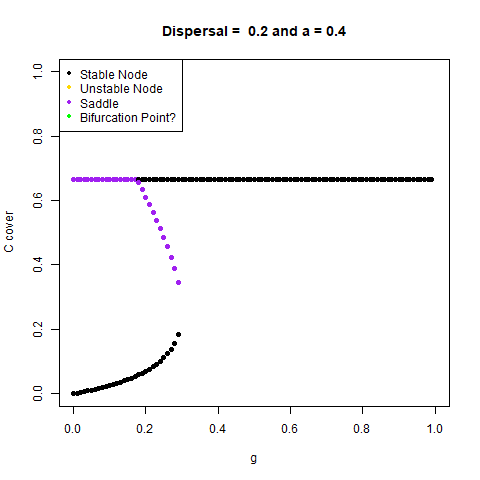 Dispersal =  0.2 and a = 0.4
Stable Node
Unstable Node
Saddle
Bifurcation Point?
C cover
1.0
0.8
0.6
0.4
0.2
0.0
0.0 0.2 0.4 0.6 0.8 1.0
g